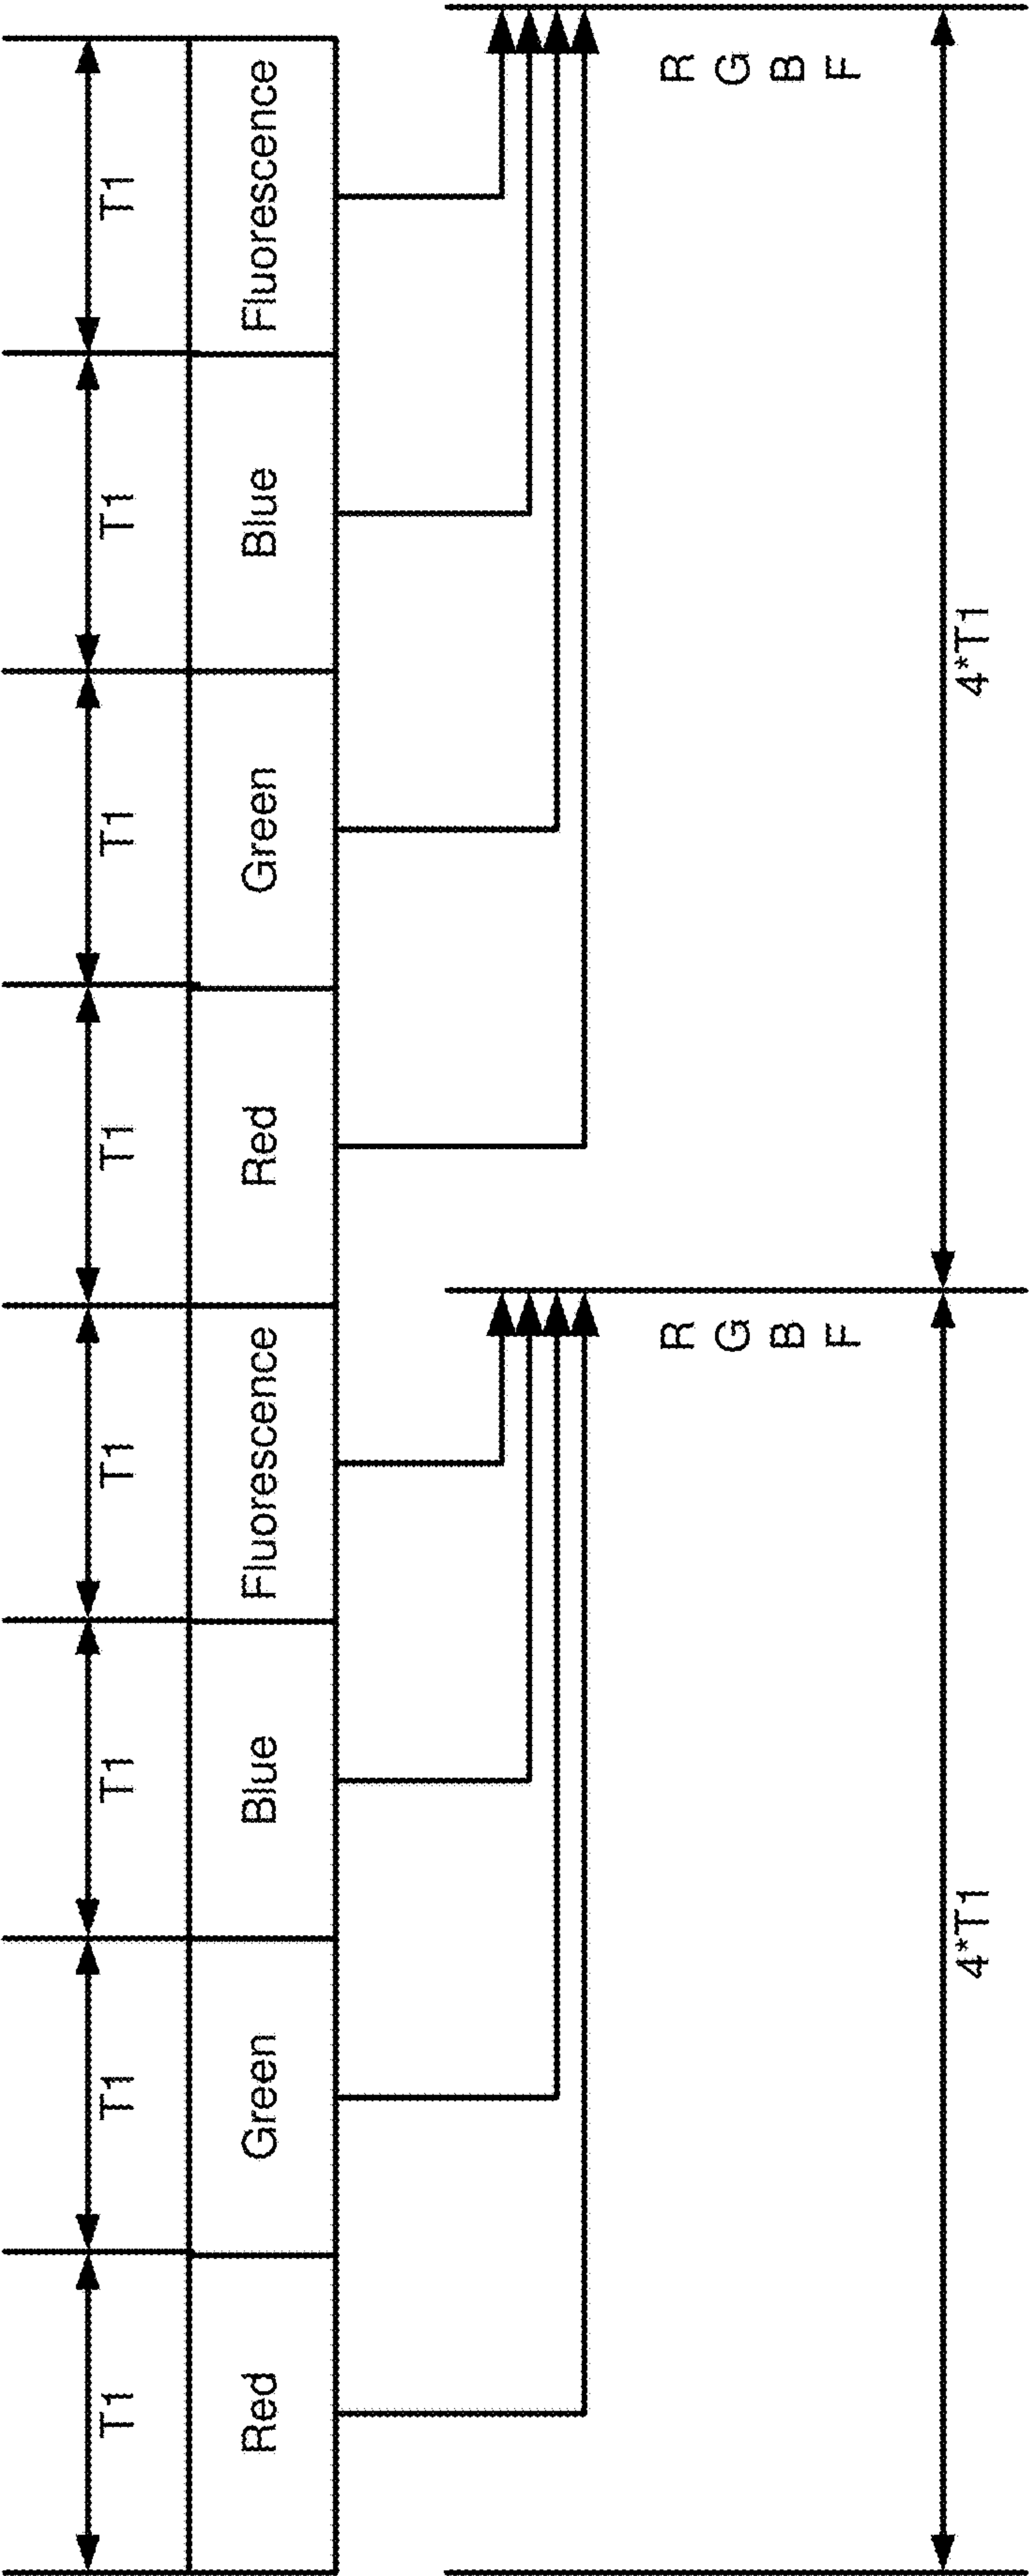 T1 T1 T1 T1 T1 T1 T1 T1
Red Green Blue Fluorescence Red Green Blue Fluorescence
R R
G G
B B
F F
4*T1 4*T1